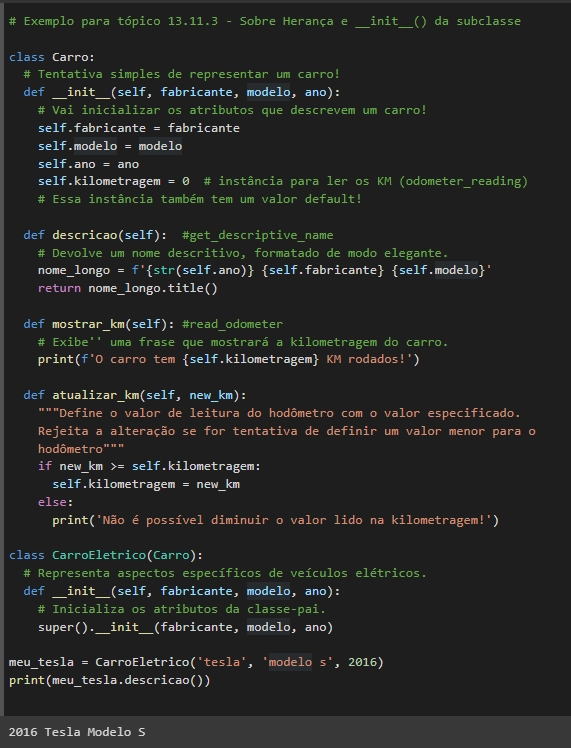 # Exemplo para tópico 13.11.3 - Sobre Herança e __init__() da subclasse
class Carro:
# Tentativa simples de representar um carro!
def __init__(self, fabricante, modelo, ano):
# Vai inicializar os atributos que descrevem um carro!
self.fabricante = fabricante
self.modelo = modelo
self.ano = ano
self.kilometragem = 0  # instância para ler os KM (odometer_reading)
# Essa instância também tem um valor default!
def descricao(self):  #get_descriptive_name
# Devolve um nome descritivo, formatado de modo elegante.
nome_longo = f'{str(self.ano)} {self.fabricante} {self.modelo}'
return nome_longo.title()
def mostrar_km(self): #read_odometer
# Exibe'' uma frase que mostrará a kilometragem do carro.
print(f'O carro tem {self.kilometragem} KM rodados!')
def atualizar_km(self, new_km):
"""Define o valor de leitura do hodômetro com o valor especificado.
Rejeita a alteração se for tentativa de definir um valor menor para o
hodômetro"""
if new_km >= self.kilometragem:
self.kilometragem = new_km
else:
print('Não é possível diminuir o valor lido na kilometragem!')
class CarroEletrico(Carro):
# Representa aspectos específicos de veículos elétricos.
def __init__(self, fabricante, modelo, ano):
# Inicializa os atributos da classe-pai.
super().__init__(fabricante, modelo, ano)
meu_tesla = CarroEletrico('tesla', 'modelo s', 2016)
print(meu_tesla.descricao())
2016 Tesla Modelo S